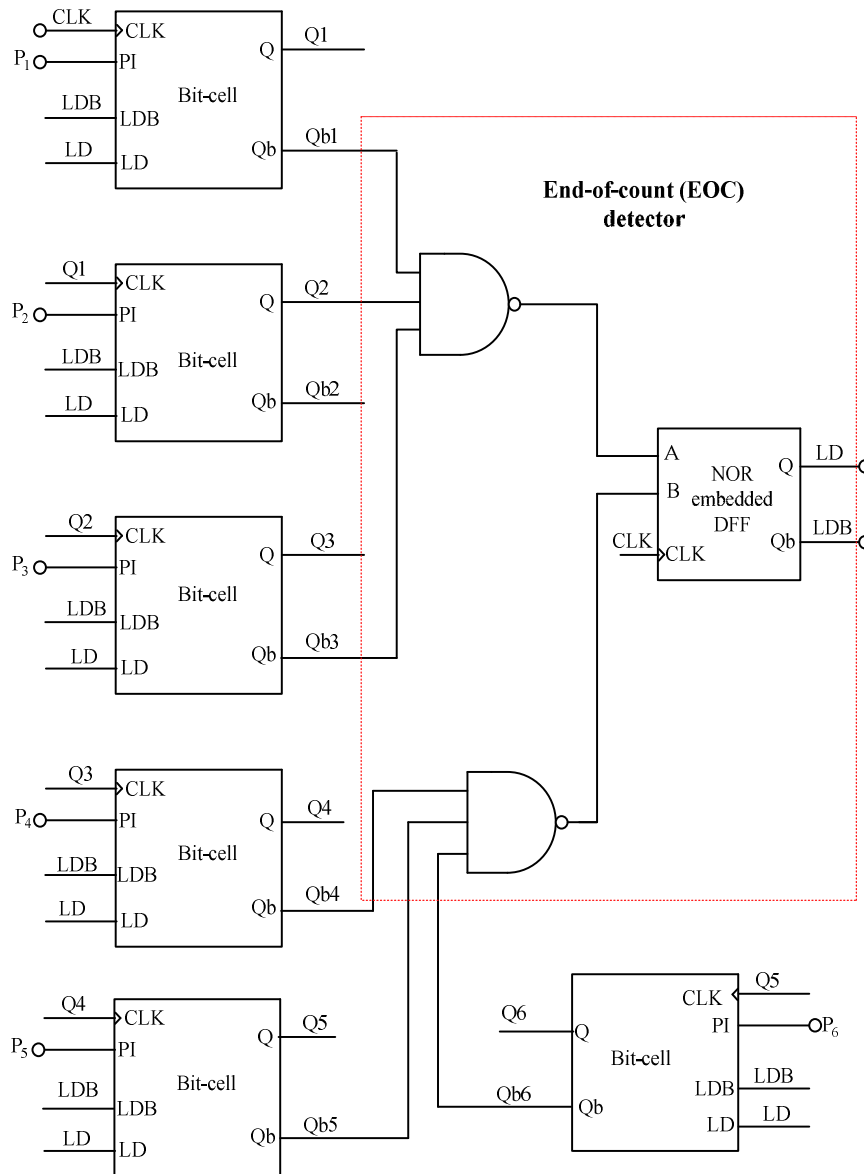 CLK
CLK
P1
PI
LDB
LDB
LD
LD
Bit-cell
Q
Q1
Qb
Qb1
End-of-count (EOC)
detector
Q1
CLK
P2
PI
LDB
LDB
LD
LD
Bit-cell
Q
Q2
Qb
Qb2
A
B
NOR
embedded
DFF
CLK
CLK
Q
LD
Qb
LDB
Q2
CLK
P3
PI
LDB
LDB
LD
LD
Bit-cell
Q
Q3
Qb
Qb3
Q3
CLK
P4
PI
LDB
LDB
LD
LD
Bit-cell
Q
Q4
Qb
Qb4
Q4
CLK
P5
PI
LDB
LDB
LD
LD
Bit-cell
Q
Q5
Qb
Qb5
Q6
Q
Qb6
Qb
Bit-cell
CLK
Q5
PI
P6
LDB
LDB
LD
LD